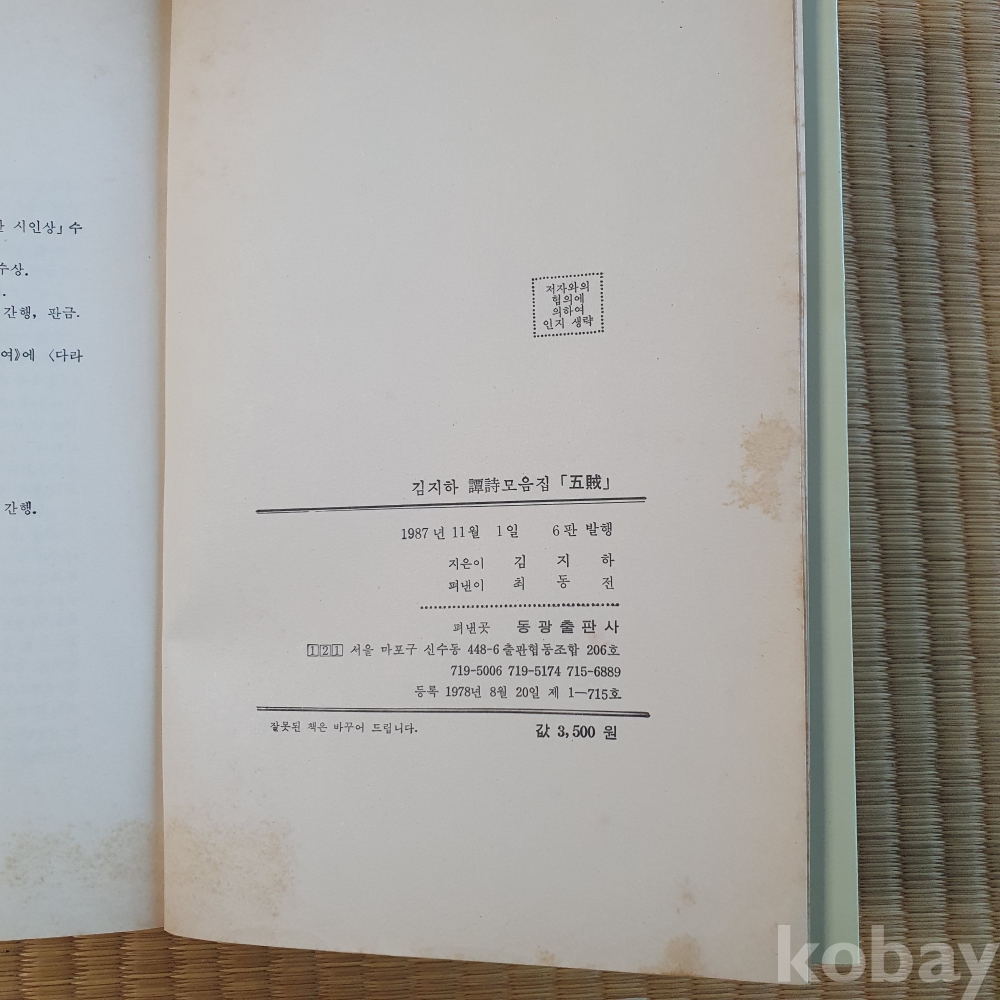 시인상」 수
수상.
간행, 판금.
여》에 〈다라
간행.
저자와의
협의에
의하여
인지 생략
김지하 譚詩모음집 「五賊」
1987년 11월 1일 6판 발행
지은이 김 지 하
펴낸이 최 동 전
펴낸곳 동광출판사
121 서울 마포구 신수동 448-6 출판협동조합 206호
719-5006 719-5174 715-6889
등록 1978년 8월 20일 제 1-715호
잘못된 책은 바꾸어 드립니다. 값 3,500 원
kobay